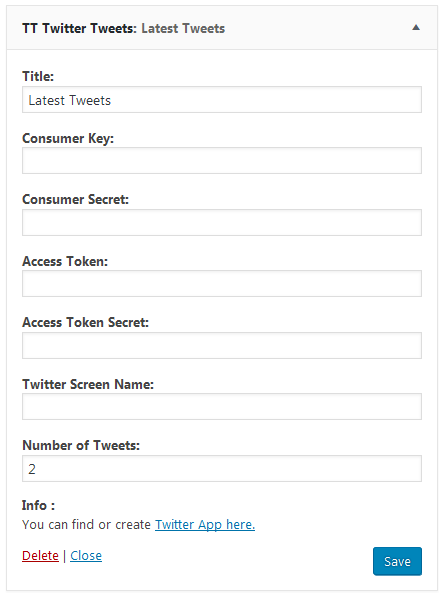 TT Twitter Tweets: Latest Tweets
Title:
Latest Tweets
Consumer Key:
Consumer Secret:
Access Token:
Access Token Secret:
Twitter Screen Name:
Number of Tweets:
2
Info :
You can find or create Twitter App here.
Delete | Close
Save